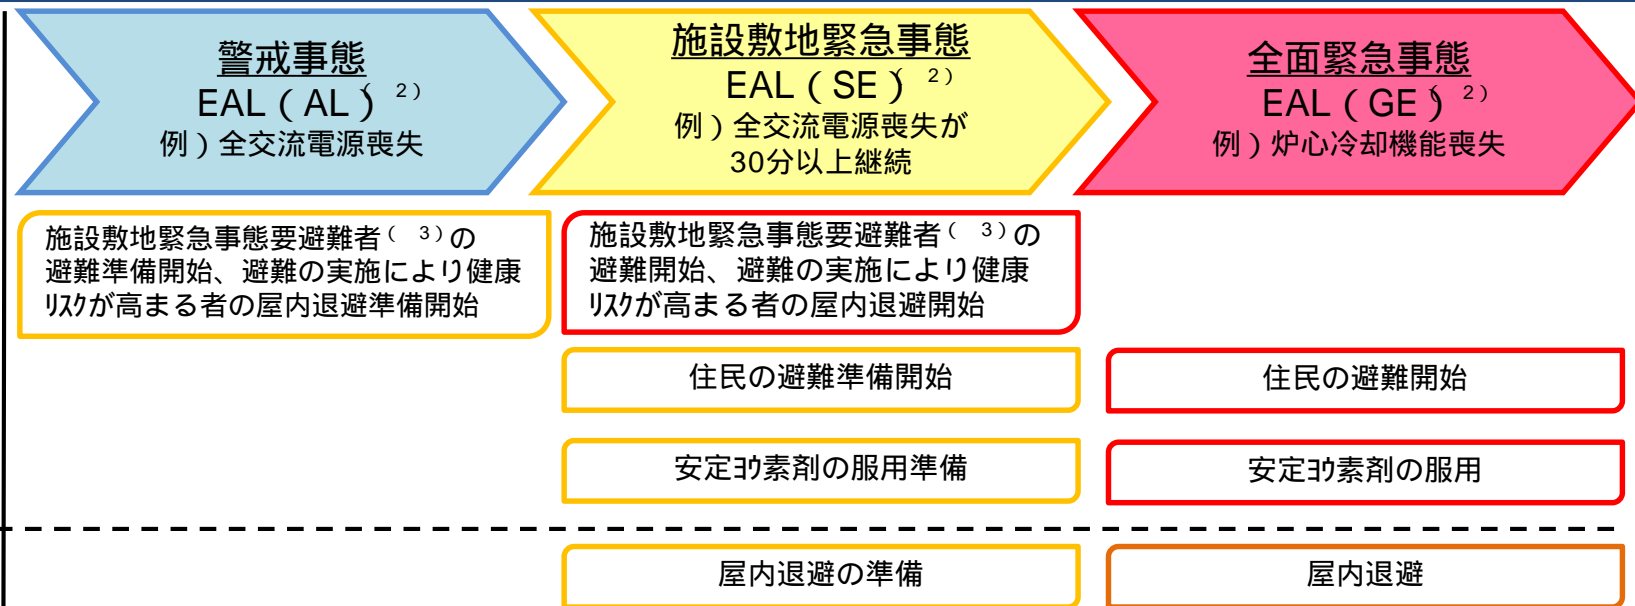 警戒事態
EAL(AL)( 2)
例)全交流電源喪失
施設敷地緊急事態
EAL(SE)( 2)
例)全交流電源喪失が
30分以上継続
全面緊急事態
EAL(GE)( 2)
例)炉心冷却機能喪失
施設敷地緊急事態要避難者( 3)の
避難準備開始、避難の実施により健康
リスクが高まる者の屋内退避準備開始
施設敷地緊急事態要避難者( 3)の
避難開始、避難の実施により健康
リスクが高まる者の屋内退避開始
住民の避難準備開始
住民の避難開始
安定ヨウ素剤の服用準備
安定ヨウ素剤の服用
屋内退避の準備
屋内退避